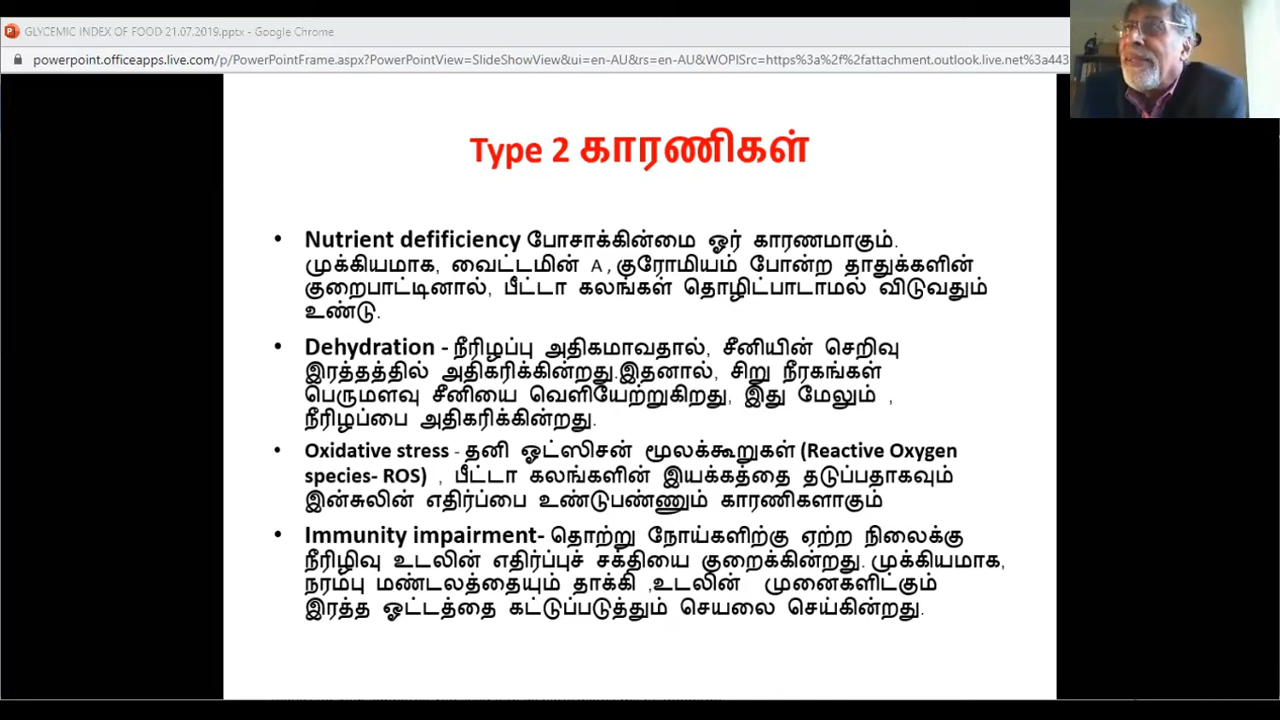 GLYCEMIC INDEX OF FOOD 21.07.2019.pptx - Google Chrome
powerpoint.officeapps.live.com/p/PowerPointFrame.aspx?PowerPointView=SlideShowView&ui=en-AU&rs=en-AU&WOPISrc=https%3a%2f%2fattachment.outlook.live.net%3a443
Type 2 காரணிகள்
• Nutrient defificiency போசாக்கின்மை ஓர் காரணமாகும்.
முக்கியமாக, வைட்டமின் A , குரோமியம் போன்ற தாதுக்களின்
குறைபாட்டினால், பீட்டா கலங்கள் தொழிட்பாடாமல் விடுவதும்
உண்டு.
• Dehydration - நீரிழப்பு அதிகமாவதால், சீனியின் செறிவு
இரத்தத்தில் அதிகரிக்கின்றது.இதனால், சிறு நீரகங்கள்
பெருமளவு சீனியை வெளியேற்றுகிறது, இது மேலும் ,
நீரிழப்பை அதிகரிக்கின்றது.
• Oxidative stress - தனி ஓட்ஸிசன் மூலக்கூறுகள் (Reactive Oxygen
species- ROS) , பீட்டா கலங்களின் இயக்கத்தை தடுப்பதாகவும்
இன்சுலின் எதிர்ப்பை உண்டுபண்ணும் காரணிகளாகும்
• Immunity impairment- தொற்று நோய்களிற்கு ஏற்ற நிலைக்கு
நீரிழிவு உடலின் எதிர்ப்புச் சக்தியை குறைக்கின்றது. முக்கியமாக,
நரம்பு மண்டலத்தையும் தாக்கி ,உடலின் முனைகளிட்கும்
இரத்த ஓட்டத்தை கட்டுப்படுத்தும் செயலை செய்கின்றது.